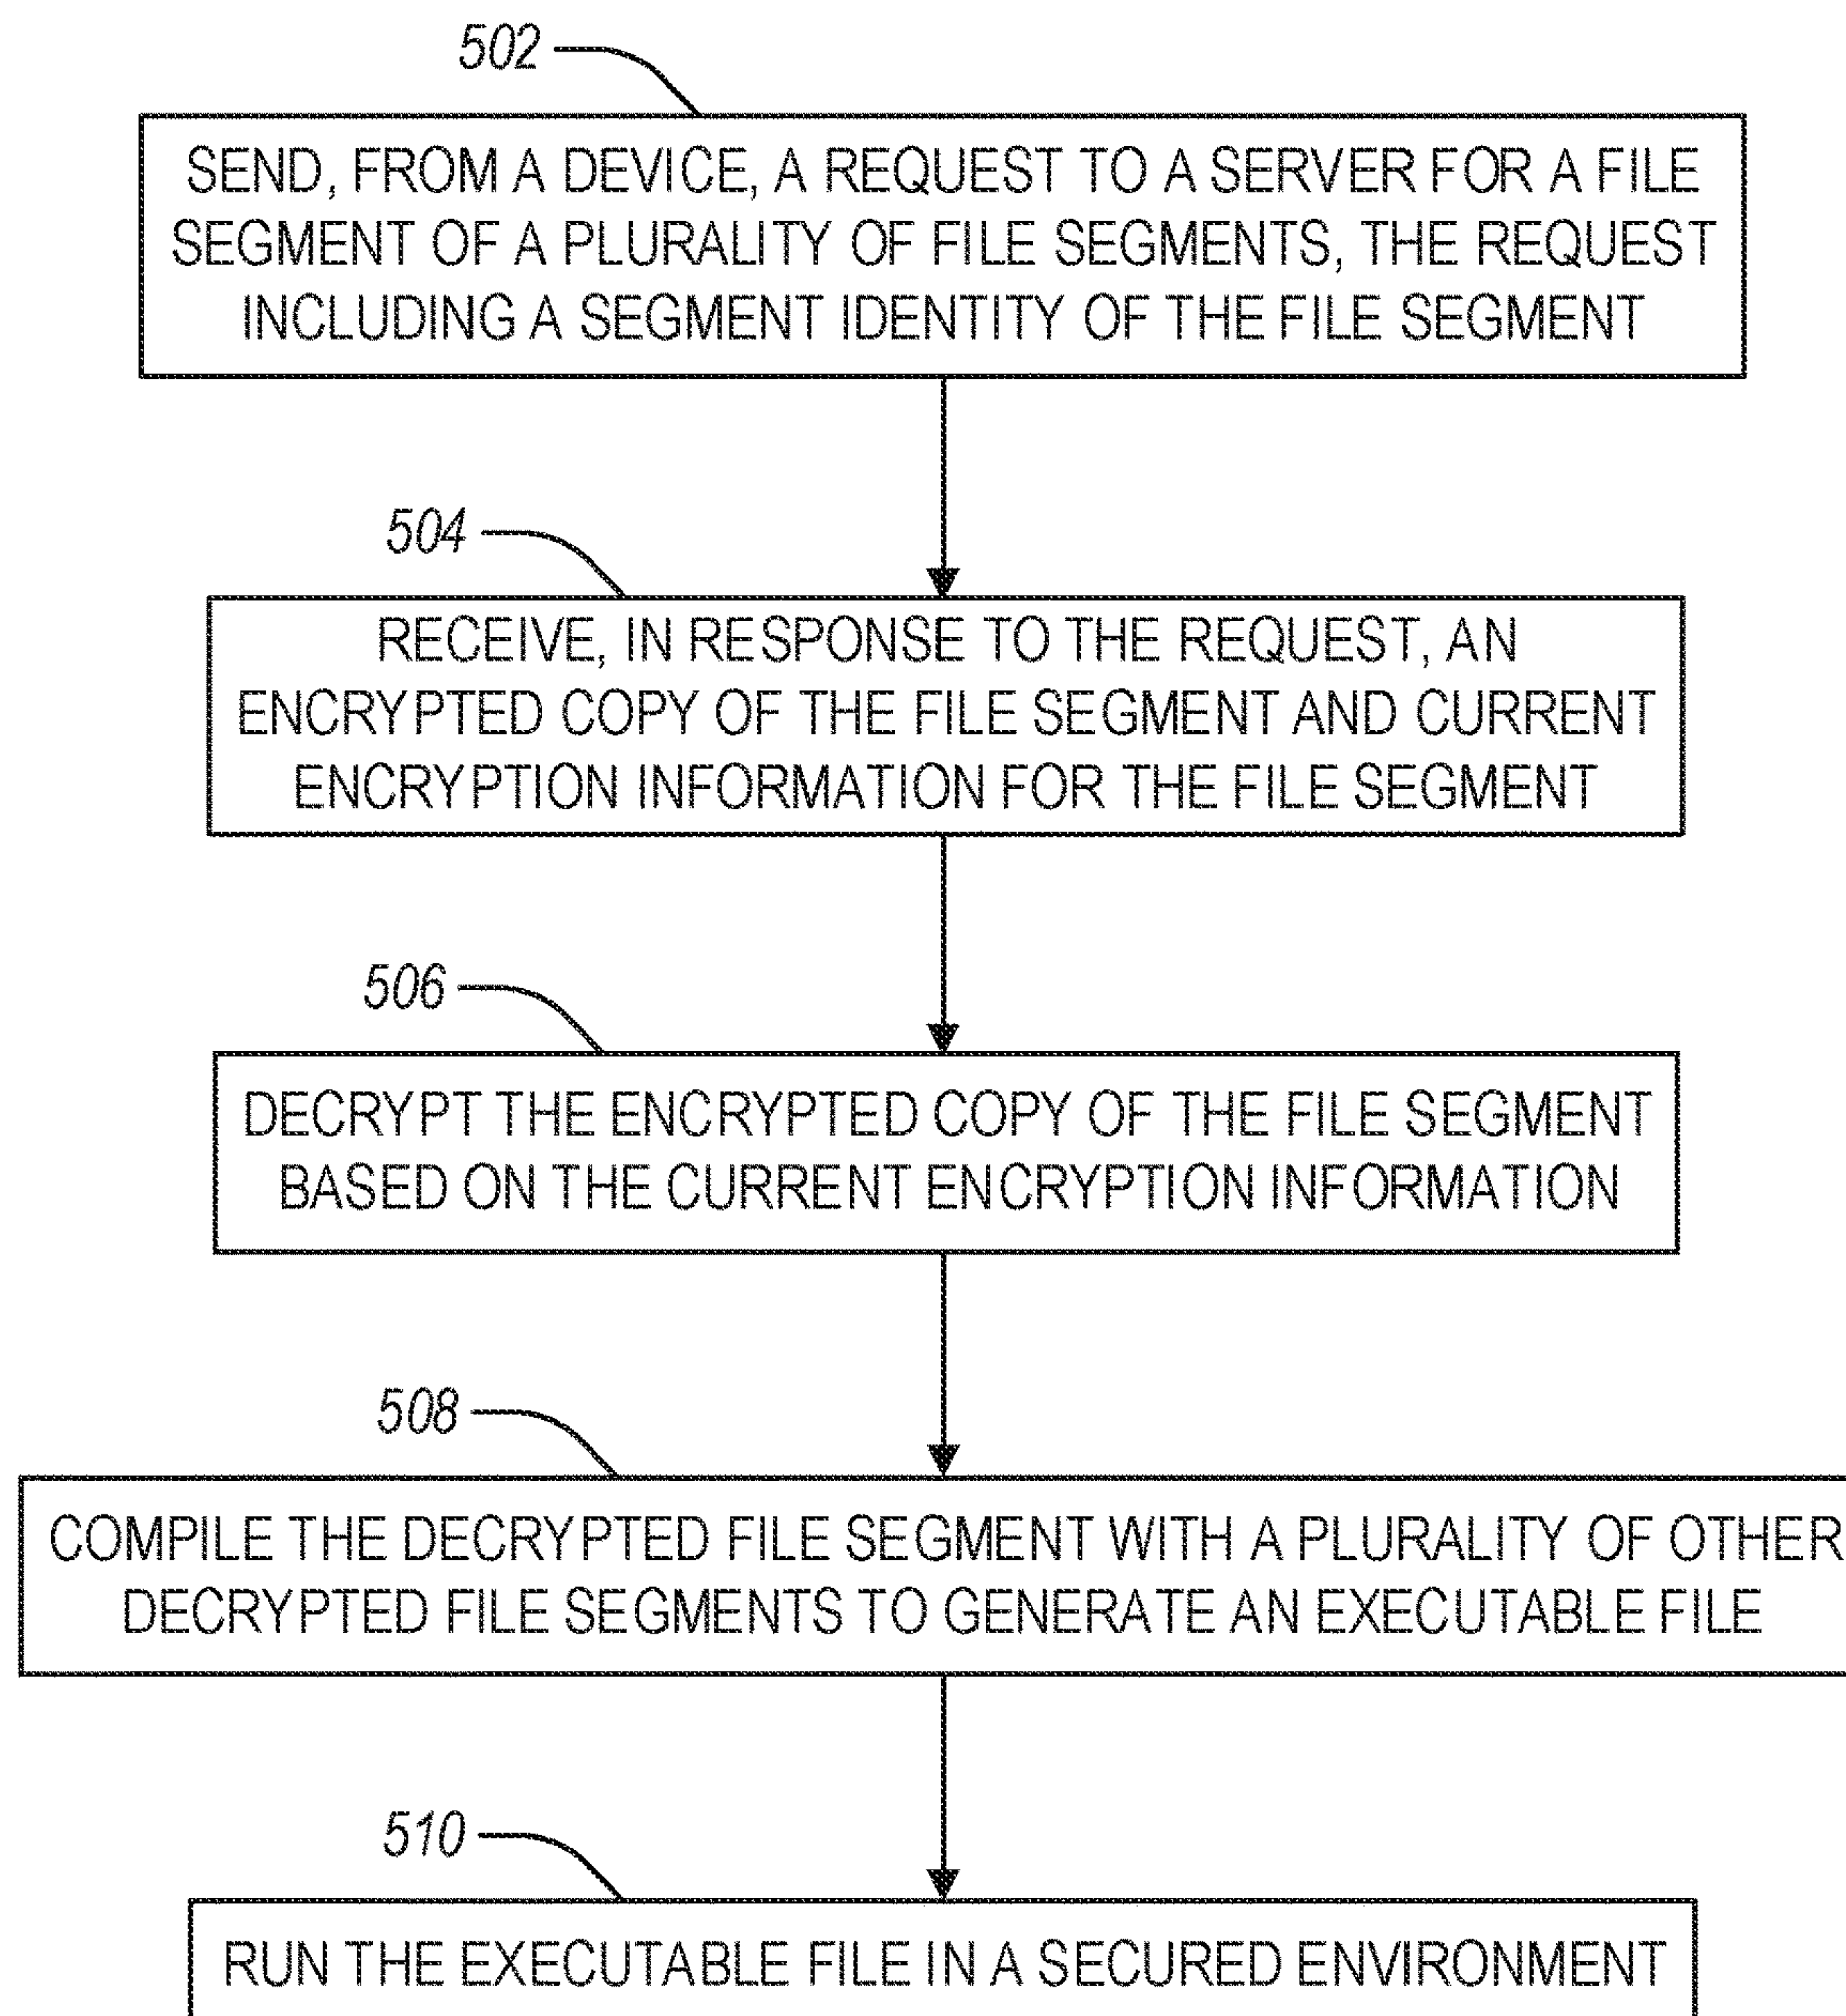 502
SEND, FROM A DEVICE, A REQUEST TO A SERVER FOR A FILE
SEGMENT OF A PLURALITY OF FILE SEGMENTS, THE REQUEST
INCLUDING A SEGMENT IDENTITY OF THE FILE SEGMENT
504
RECEIVE, IN RESPONSE TO THE REQUEST, AN
ENCRYPTED COPY OF THE FILE SEGMENT AND CURRENT
ENCRYPTION INFORMATION FOR THE FILE SEGMENT
506
DECRYPT THE ENCRYPTED COPY OF THE FILE SEGMENT
BASED ON THE CURRENT ENCRYPTION INFORMATION
508
COMPILE THE DECRYPTED FILE SEGMENT WITH A PLURALITY OF OTHER
DECRYPTED FILE SEGMENTS TO GENERATE AN EXECUTABLE FILE
510
RUN THE EXECUTABLE FILE IN A SECURED ENVIRONMENT